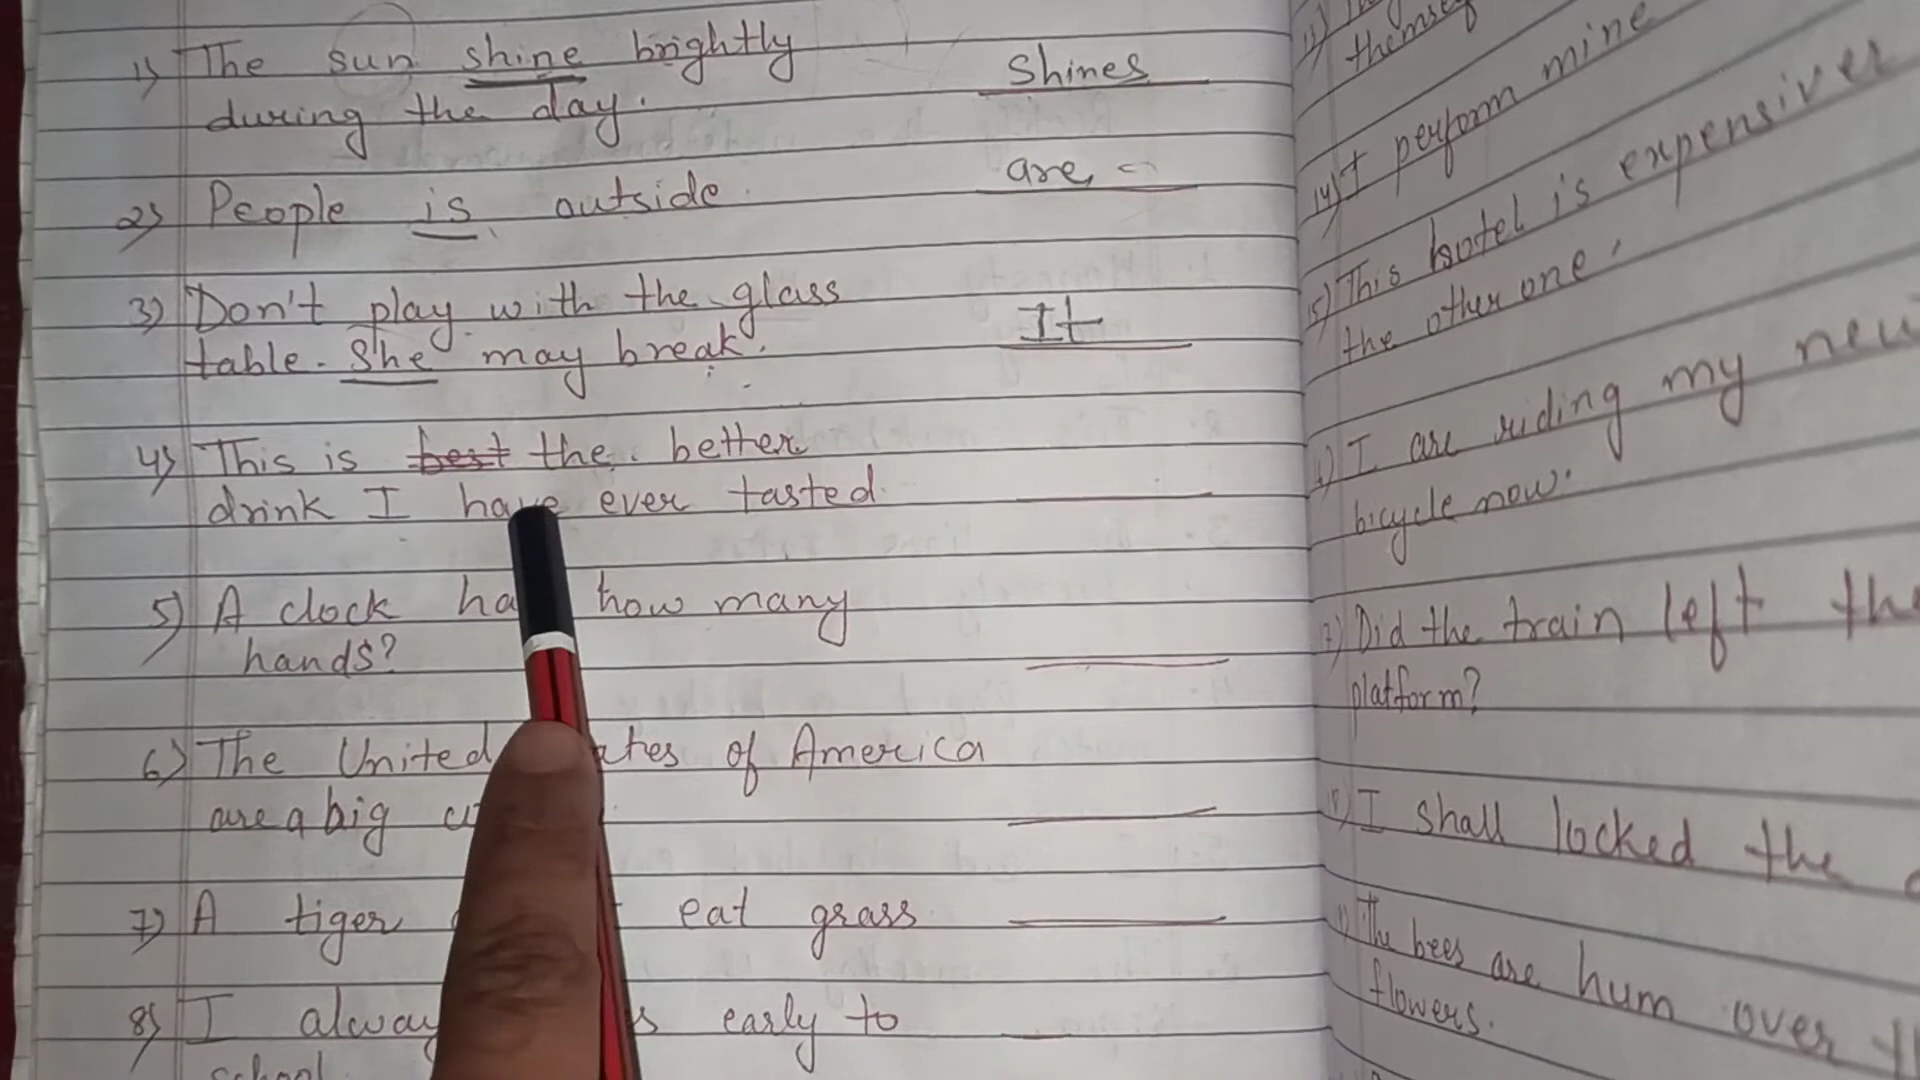 1) The sun shine brightly Shines
during the day.
2) People is outside. are
3) Don't play with the glass
table. She may break. It
4) This is best the better
drink I have ever tasted.
5) A clock how many
hands?
6) The United of America
are a big
7) A tiger eat grass
8) I early to
school
14) I perform mine
15) This hotel is expensiver
the other one.
I are riding my new
bicycle now.
Did the train left the
platform?
I shall locked the
The bees are hum over
flowers.